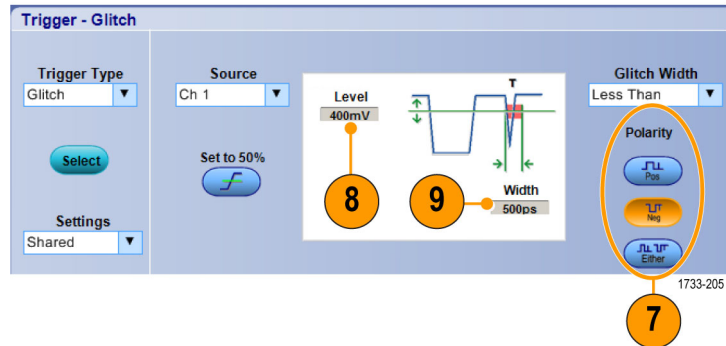 Trigger - Glitch
Trigger Type
Glitch
Select
Settings
Shared
Source
Ch 1
Set to 50%
Level
400mV
8
T
9
Width
500ps
Glitch Width
Less Than
Polarity
Pos
Neg
Either
1733-205
7